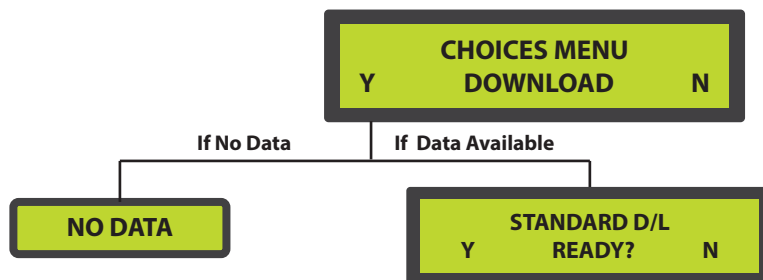 CHOICES MENU
Y DOWNLOAD N
If No Data If Data Available
NO DATA
STANDARD D/L
Y READY? N